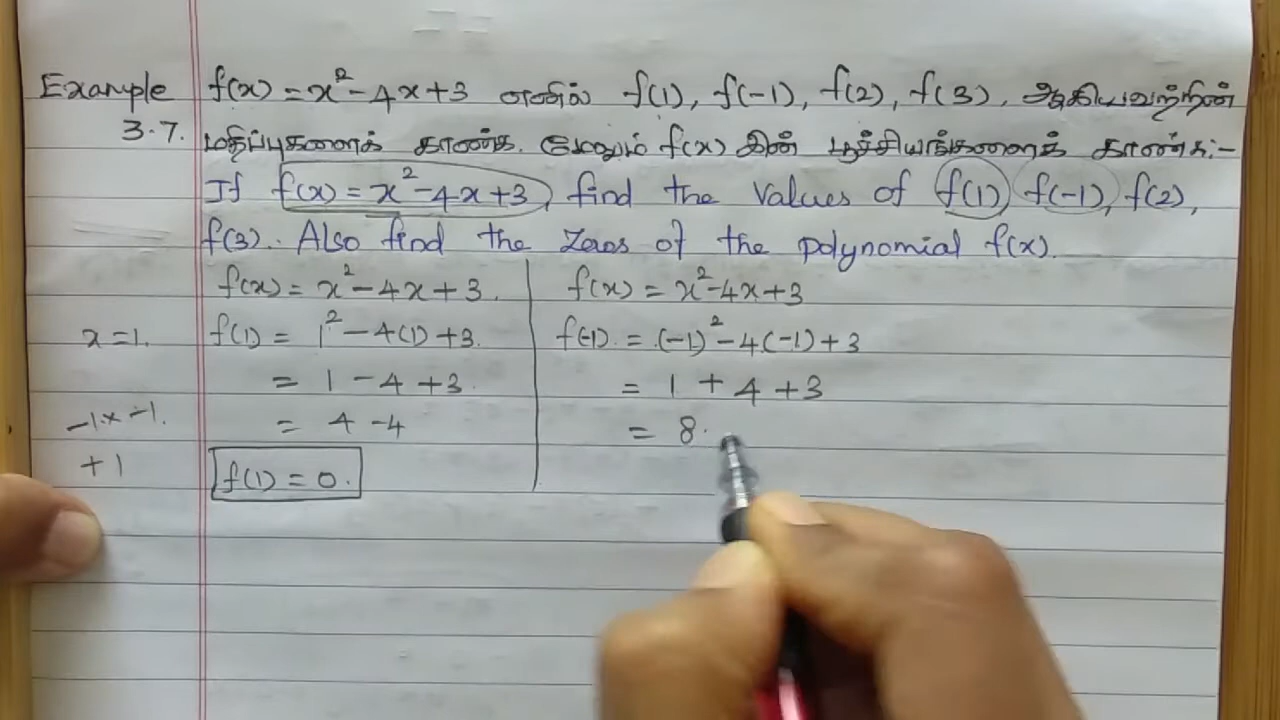 Example f(x) = x² - 4x + 3 எனில் f(1), f(-1), f(2), f(3), ஆகியவற்றின்
3.7. மதிப்புகளைக் காண்க. மேலும் f(x) இன் பூச்சியங்களைக் காண்க:-
If f(x) = x² - 4x + 3, find the values of f(1) f(-1), f(2),
f(3). Also find the zeros of the polynomial f(x).
f(x) = x² - 4x + 3.
x = 1. f(1) = 1² - 4(1) + 3.
= 1 - 4 + 3.
-1 x -1. = 4 - 4
+1 f(1) = 0.
f(x) = x² - 4x + 3
f(-1) = (-1)² - 4(-1) + 3
= 1 + 4 + 3
= 8.